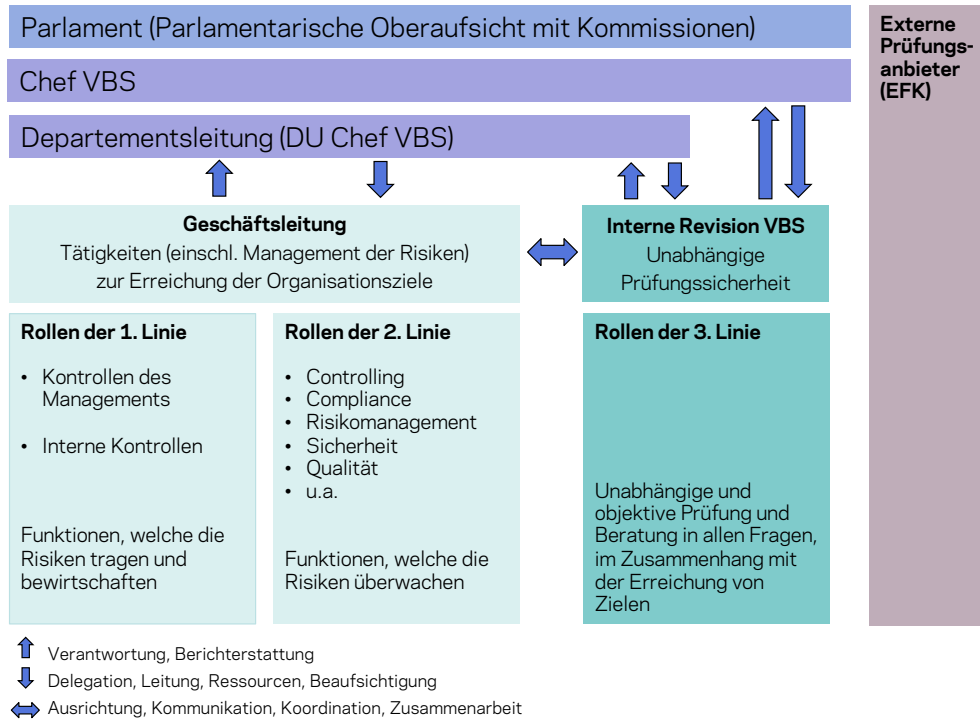 Parlament (Parlamentarische Oberaufsicht mit Kommissionen)
Chef VBS
Departementsleitung (DU Chef VBS)
Externe
Prüfungs-
anbieter
(EFK)
Geschäftsleitung
Tätigkeiten (einschl. Management der Risiken)
zur Erreichung der Organisationsziele
Interne Revision VBS
Unabhängige
Prüfungssicherheit
Rollen der 1. Linie
• Kontrollen des
Managements
• Interne Kontrollen
Funktionen, welche die
Risiken tragen und
bewirtschaften
Rollen der 2. Linie
• Controlling
• Compliance
• Risikomanagement
• Sicherheit
• Qualität
• u.a.
Funktionen, welche die
Risiken überwachen
Rollen der 3. Linie
Unabhängige und
objektive Prüfung und
Beratung in allen Fragen,
im Zusammenhang mit
der Erreichung von
Zielen
Verantwortung, Berichterstattung
Delegation, Leitung, Ressourcen, Beaufsichtigung
Ausrichtung, Kommunikation, Koordination, Zusammenarbeit